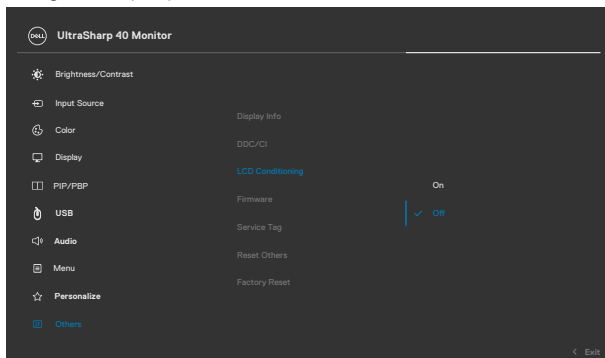 DELL UltraSharp 40 Monitor
Brightness/Contrast
Input Source
Color
Display
PIP/PBP
USB
Audio
Menu
Personalize
Others
Display Info
DDC/CI
LCD Conditioning
Firmware
Service Tag
Reset Others
Factory Reset
On
Off
Exit